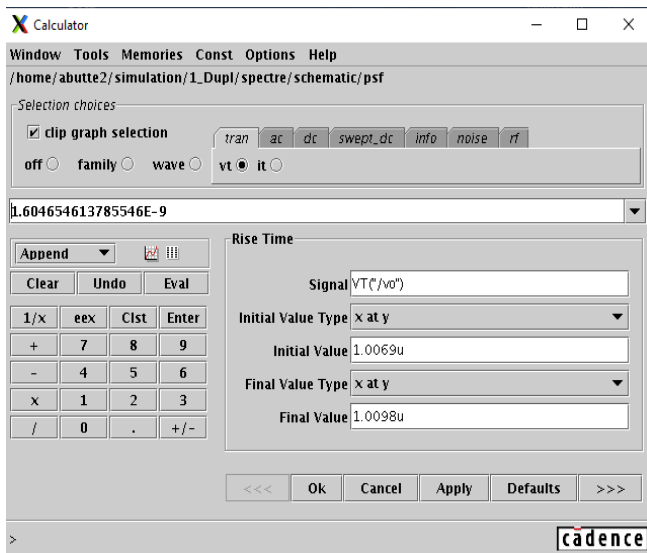 Calculator
Window Tools Memories Const Options Help
/home/abutte2/simulation/1_Dupl/spectre/schematic/psf
Selection choices
clip graph selection
tran ac dc swept_dc info noise rf
off family wave vt it
1.604654613785546E-9
Append
Clear Undo Eval
1/x eex Clst Enter
+ 7 8 9
- 4 5 6
x 1 2 3
/ 0 . +/-
Rise Time
Signal VT("/vo")
Initial Value Type x at y
Initial Value 1.0069u
Final Value Type x at y
Final Value 1.0098u
<<< Ok Cancel Apply Defaults >>>
>
cādence